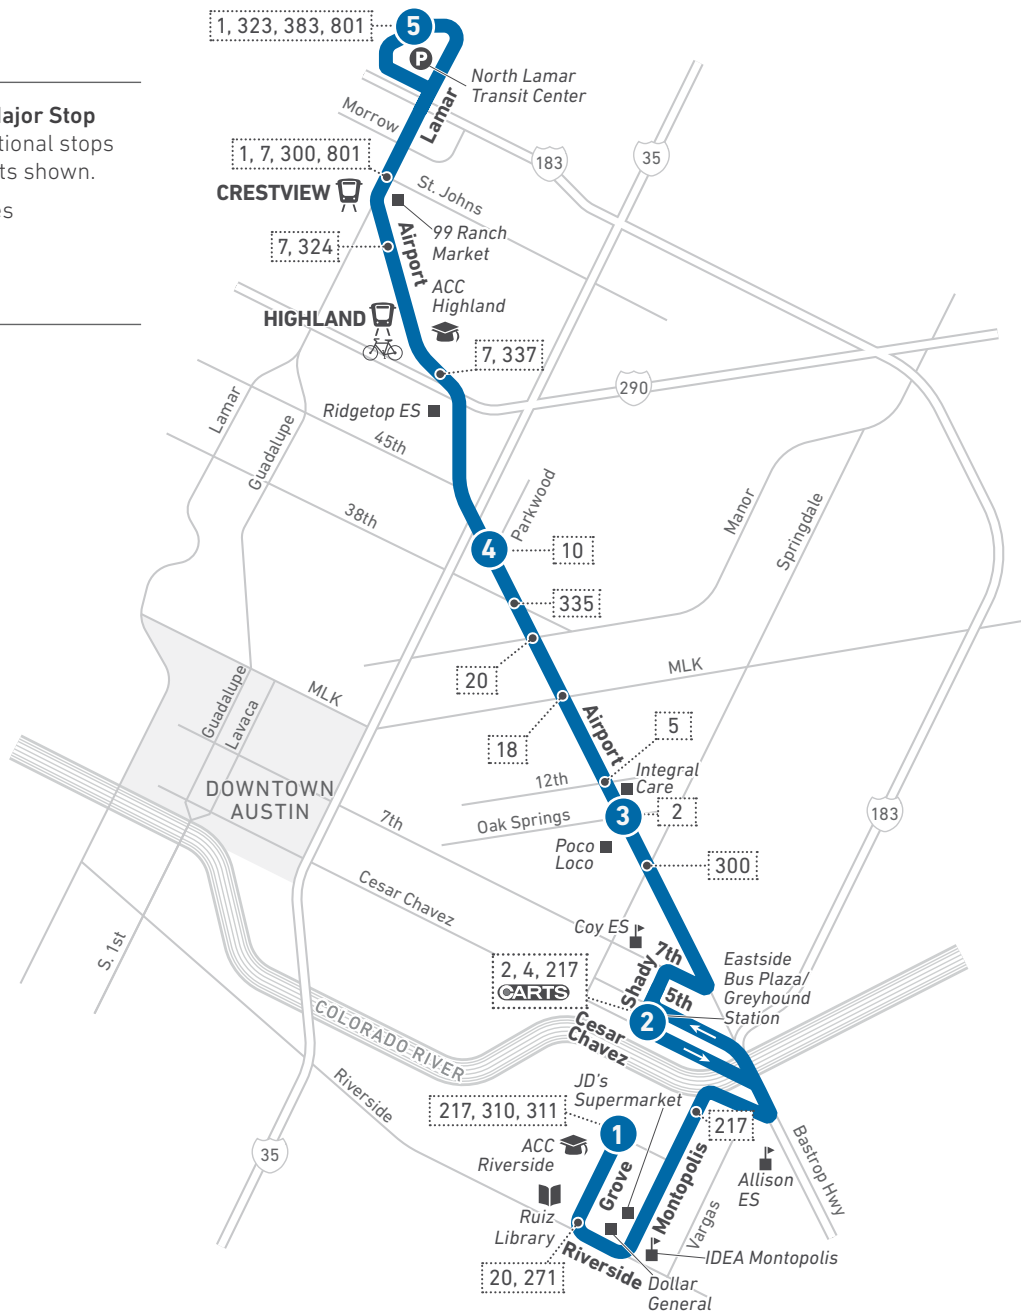 1, 323, 383, 801
5
P
North Lamar
Transit Center
Major Stop
tional stops
ts shown.
es
Morrow
Lamar
1, 7, 300, 801
183
35
CRESTVIEW
St. Johns
99 Ranch
Market
7, 324
Airport
ACC
Highland
HIGHLAND
7, 337
290
Ridgetop ES
Lamar
Guadalupe
45th
38th
Parkwood
Manor
Springdale
4
10
335
20
MLK
MLK
Guadalupe
Lavaca
18
Airport
5
DOWNTOWN
AUSTIN
12th
Integral
Care
7th
Oak Springs
3
2
183
Poco
Loco
300
Cesar Chavez
Coy ES
S. 1st
2, 4, 217
CARTS
Shady
7th
5th
Eastside
Bus Plaza/
Greyhound
Station
2
Cesar
Chavez
COLORADO RIVER
Riverside
JD's
Supermarket
217, 310, 311
1
217
35
ACC
Riverside
Grove
Montopolis
Allison
ES
Bastrop Hwy
Ruiz
Library
Vargas
20, 271
Riverside
IDEA Montopolis
Dollar
General